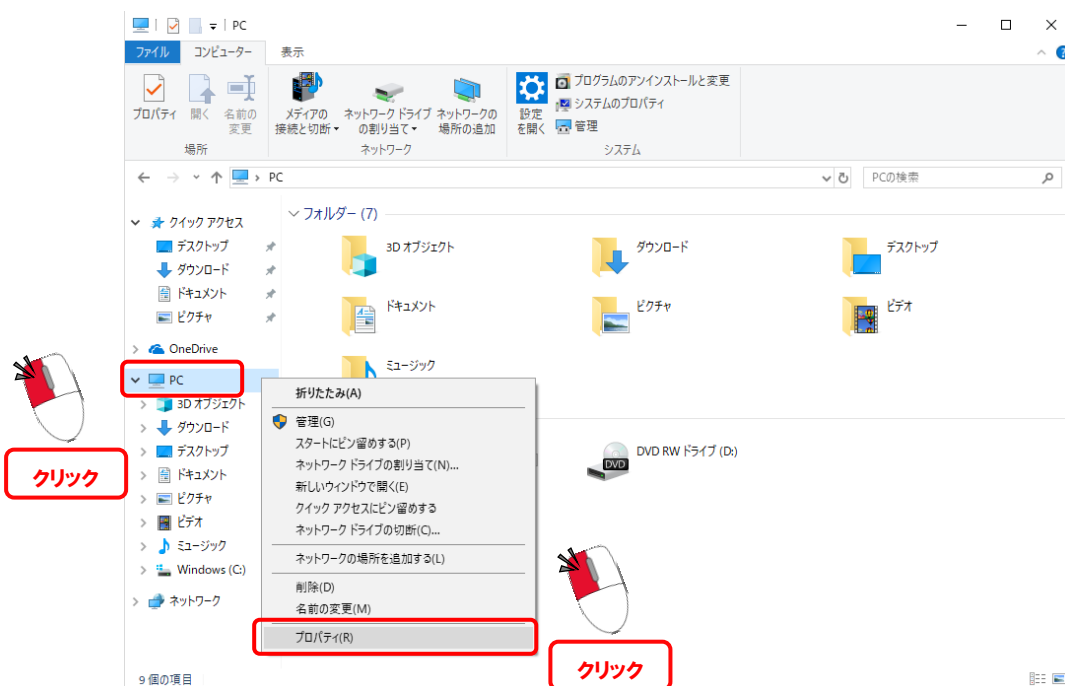 PC
ファイル コンピューター 表示
プロパティ 開く 名前の変更 メディアの接続と切断 ネットワーク ドライブの割り当て ネットワークの場所の追加 設定を開く
プログラムのアンインストールと変更
システムのプロパティ
管理
場所 ネットワーク システム
PC PCの検索
クイック アクセス
デスクトップ
ダウンロード
ドキュメント
ピクチャ
OneDrive
PC
3D オブジェクト
ダウンロード
デスクトップ
ドキュメント
ピクチャ
ビデオ
ミュージック
Windows (C:)
ネットワーク
フォルダー (7)
3D オブジェクト ダウンロード デスクトップ
ドキュメント ピクチャ ビデオ
ミュージック
DVD RW ドライブ (D:)
DVD
折りたたみ(A)
管理(G)
スタートにピン留めする(P)
ネットワーク ドライブの割り当て(N)...
新しいウィンドウで開く(E)
クイック アクセスにピン留めする
ネットワーク ドライブの切断(C)...
ネットワークの場所を追加する(L)
削除(D)
名前の変更(M)
プロパティ(R)
クリック
クリック
9 個の項目